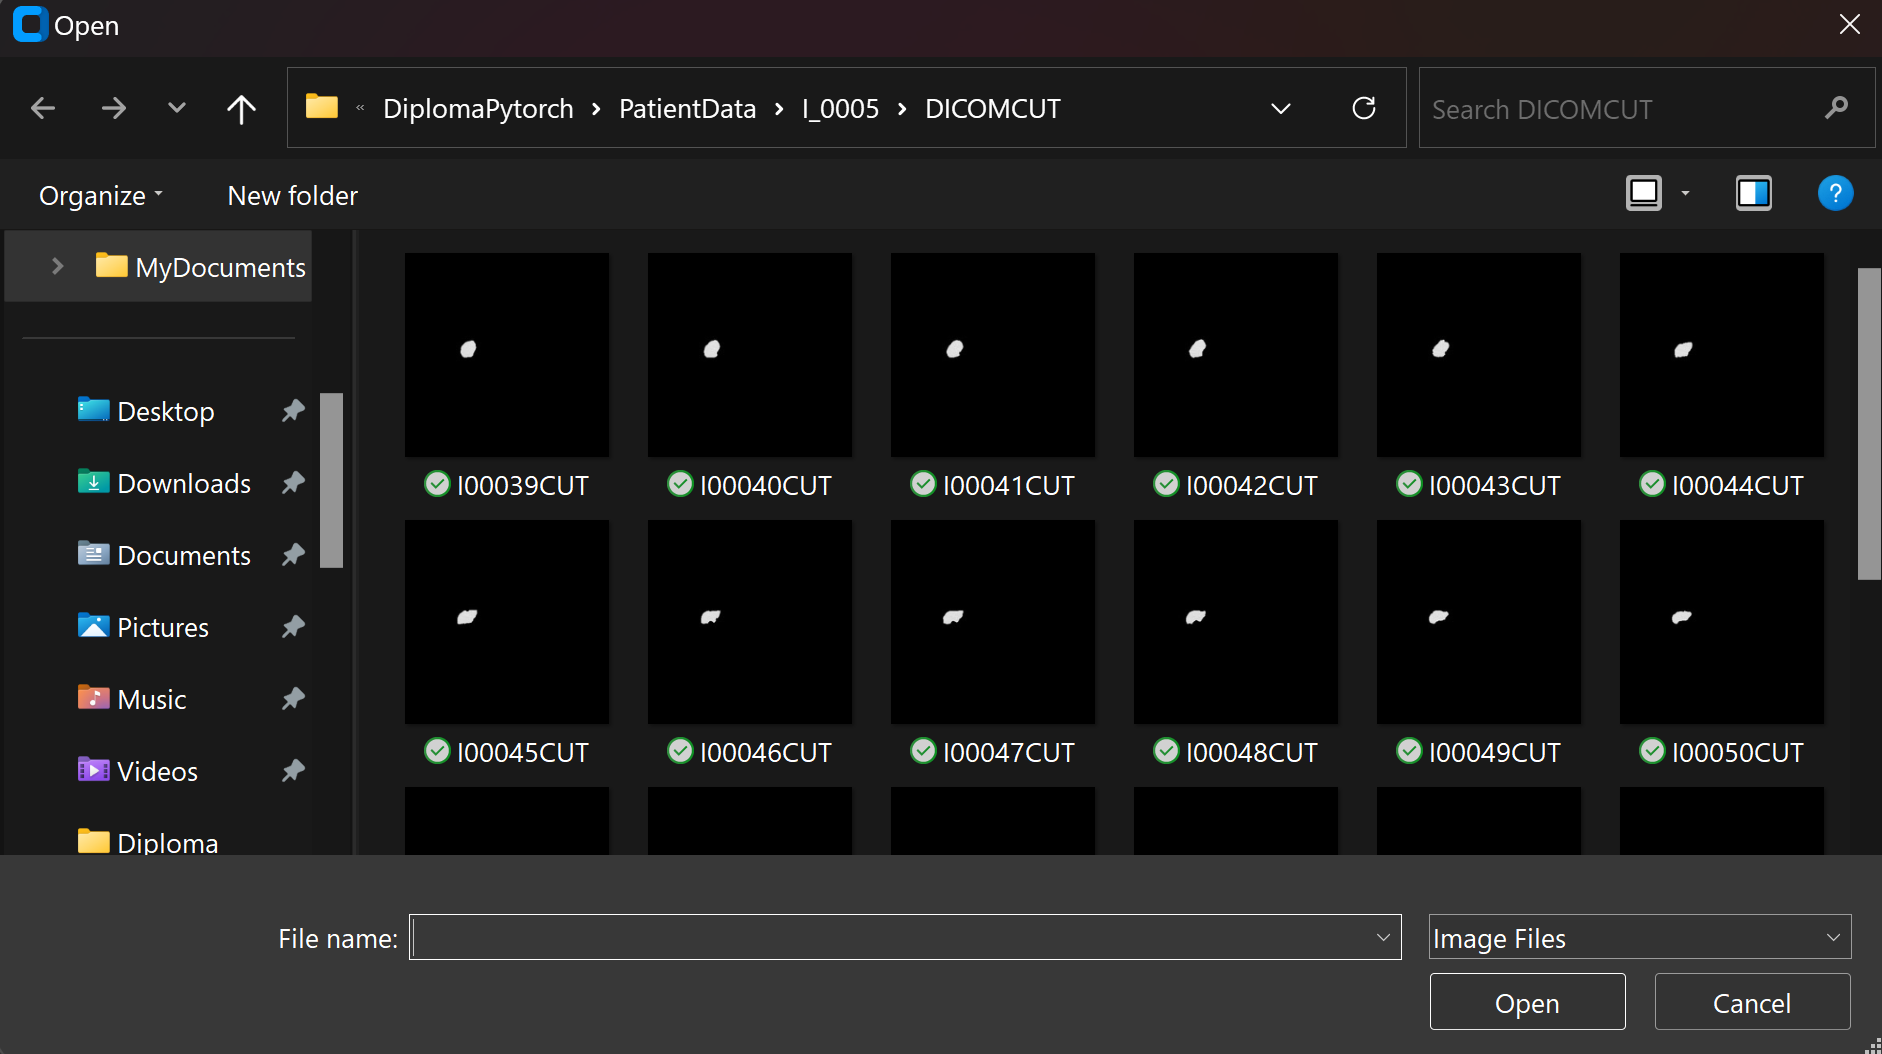 Open
« DiplomaPytorch › PatientData › I_0005 › DICOMCUT
Search DICOMCUT
Organize
New folder
?
MyDocuments
Desktop
Downloads
Documents
Pictures
Music
Videos
Diploma
I00039CUT
I00040CUT
I00041CUT
I00042CUT
I00043CUT
I00044CUT
I00045CUT
I00046CUT
I00047CUT
I00048CUT
I00049CUT
I00050CUT
File name:
Image Files
Open
Cancel